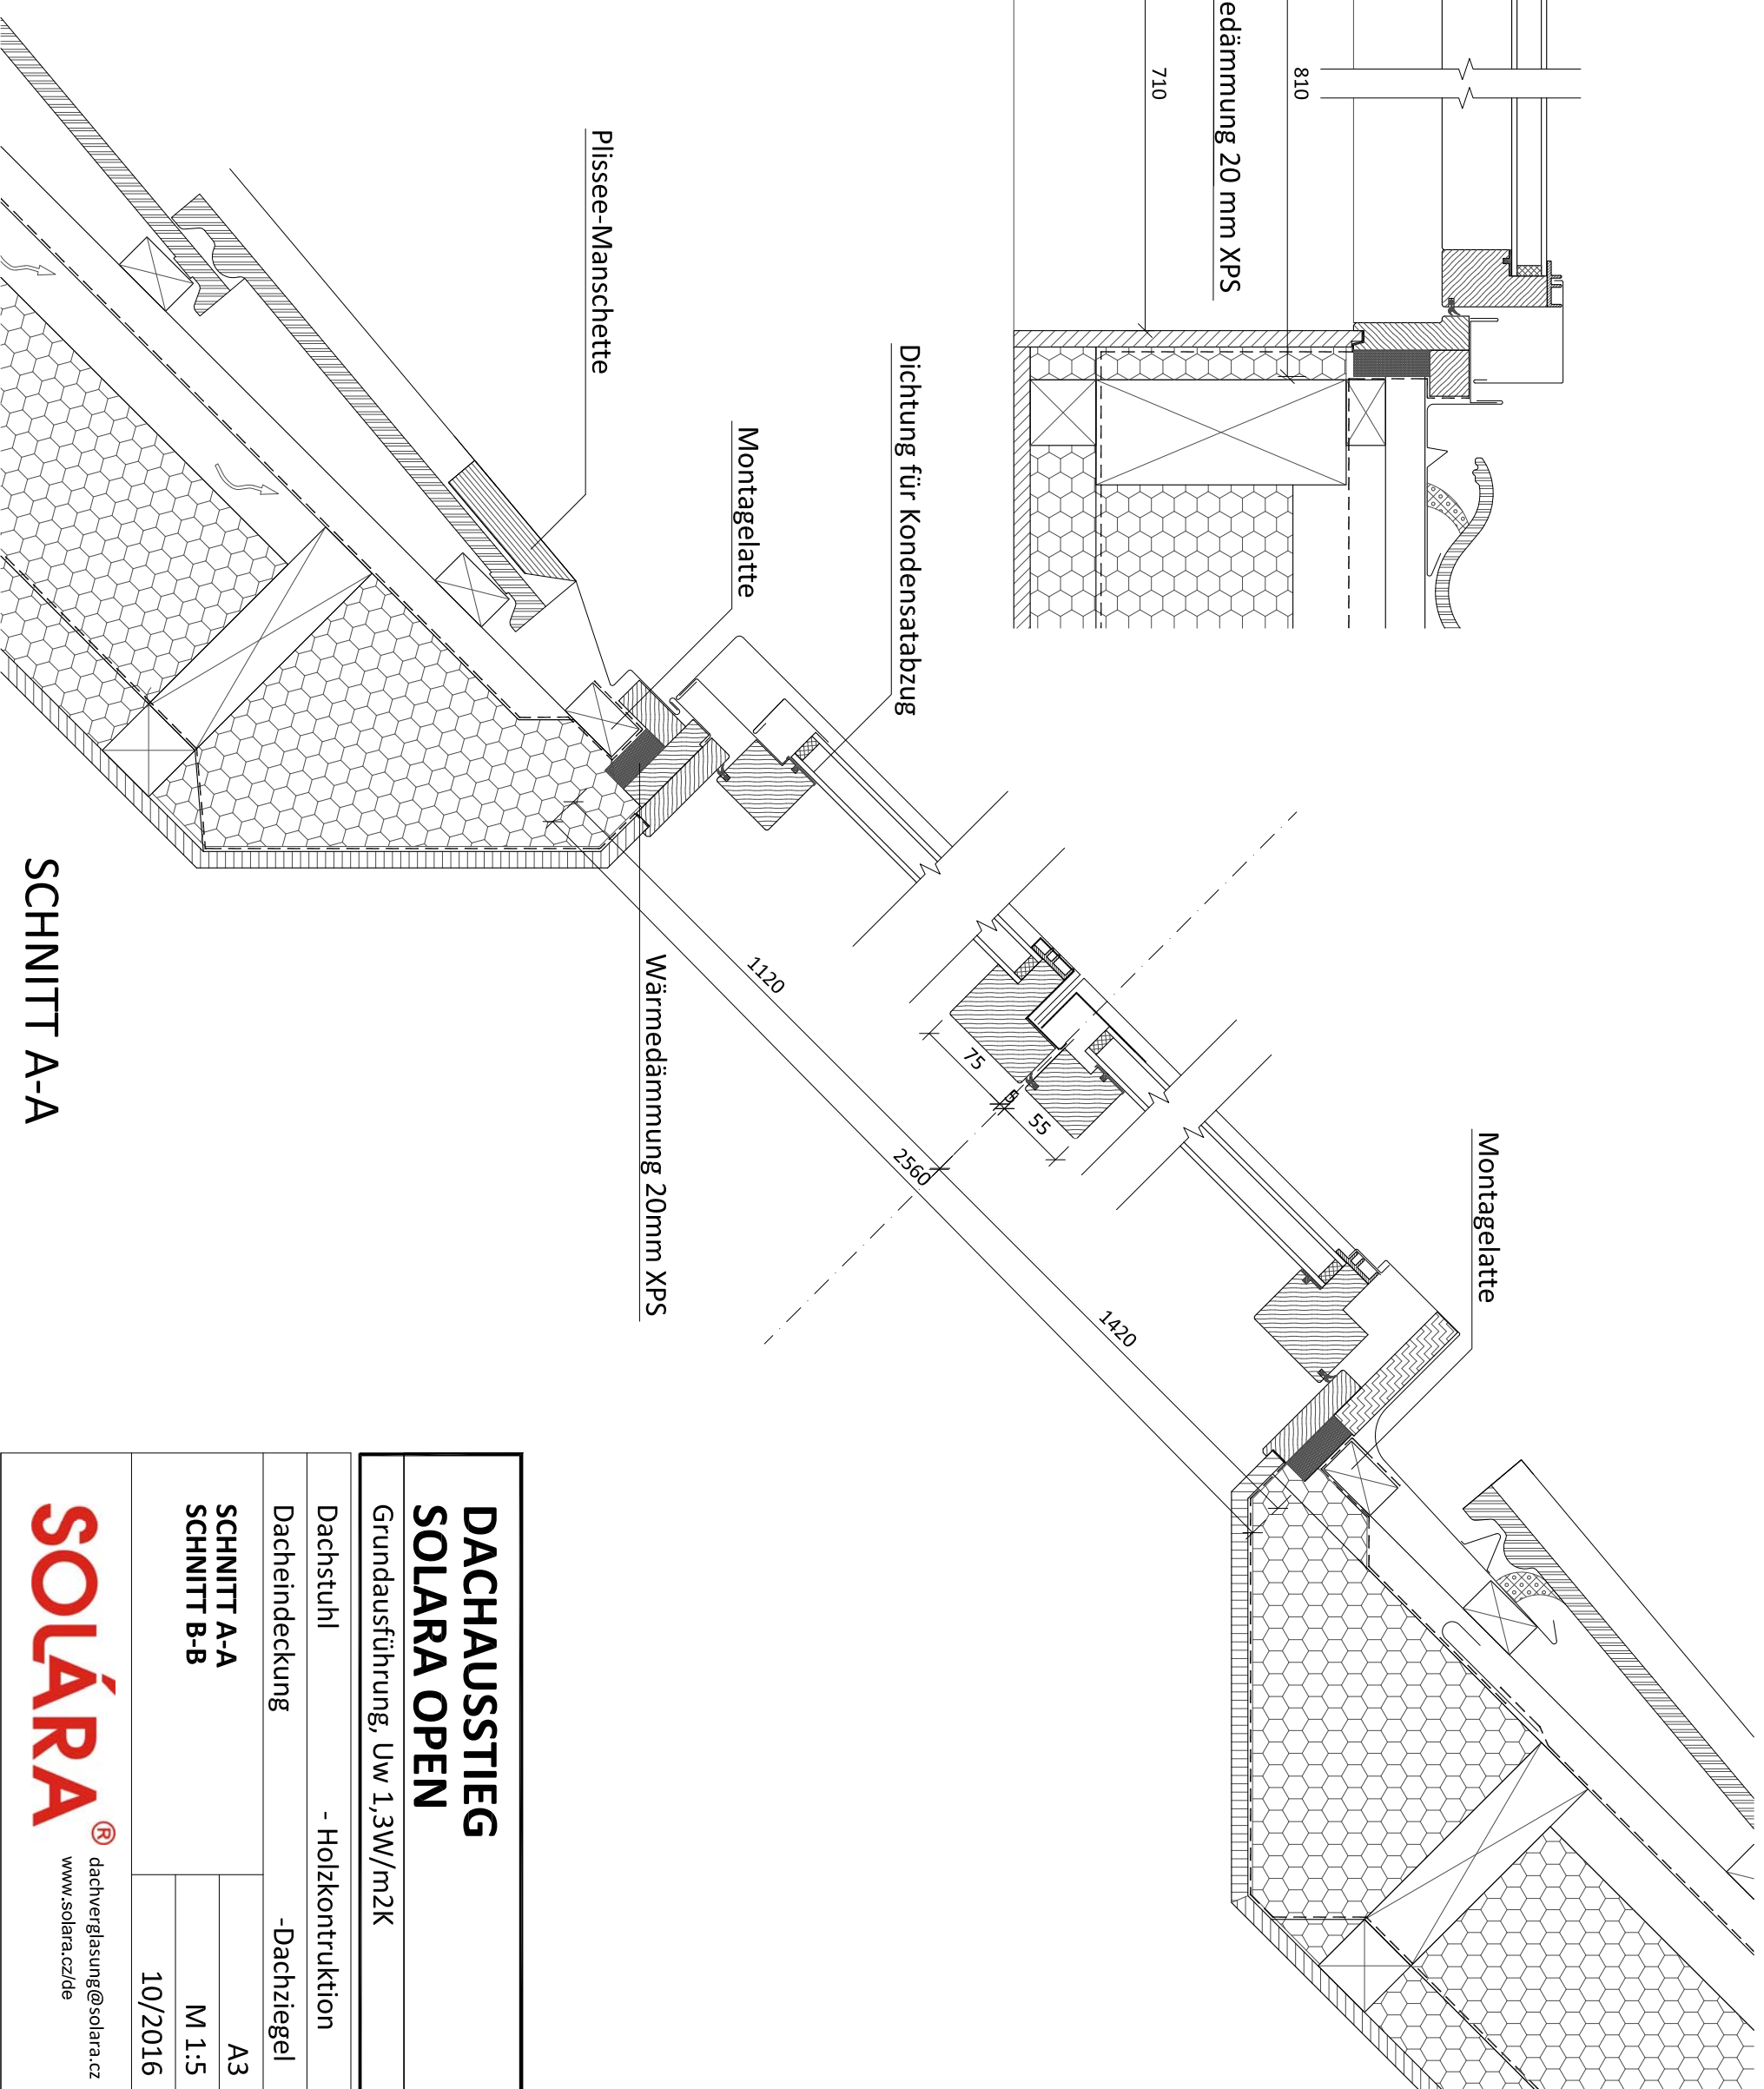 edämmung 20 mm XPS
810
710
Plissee-Manschette
Montagelatte
Dichtung für Kondensatabzug
Wärmedämmung 20mm XPS
Montagelatte
1120
1420
2560
75
5
55
SCHNITT A-A
DACHAUSSTIEG
SOLARA OPEN
Grundausführung, Uw 1,3W/m2K
Dachstuhl - Holzkontruktion
Dacheindeckung -Dachziegel
SCHNITT A-A
SCHNITT B-B
A3
M 1:5
10/2016
SOLÁRA®
dachverglasung@solara.cz
www.solara.cz/de